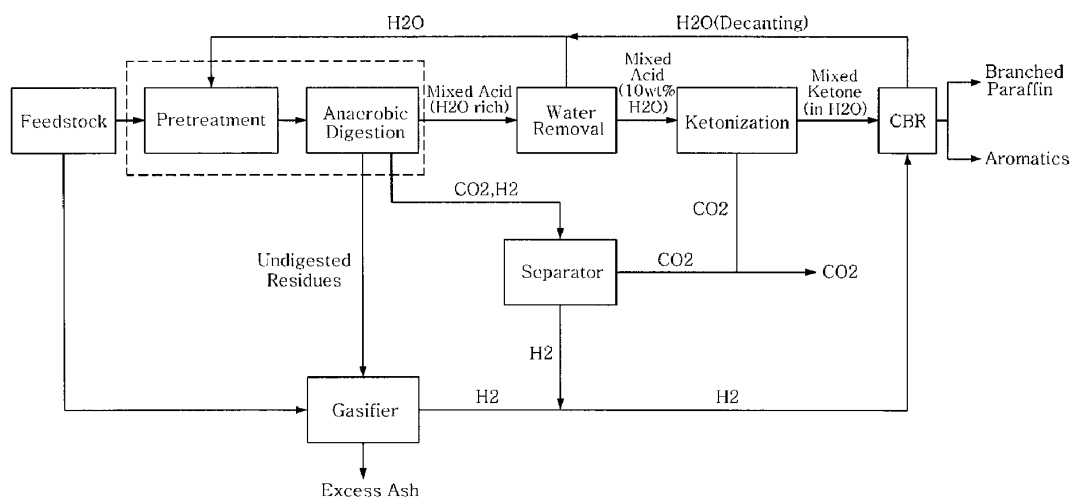 H2O
H2O(Decanting)
Feedstock
Pretreatment
Anaerobic
Digestion
Mixed Acid
(H2O rich)
Water
Removal
Mixed
Acid
(10wt%
H2O)
Ketonization
Mixed
Ketone
(in H2O)
CBR
Branched
Paraffin
Aromatics
CO2,H2
CO2
Undigested
Residues
Separator
CO2
CO2
H2
Gasifier
H2
H2
Excess Ash